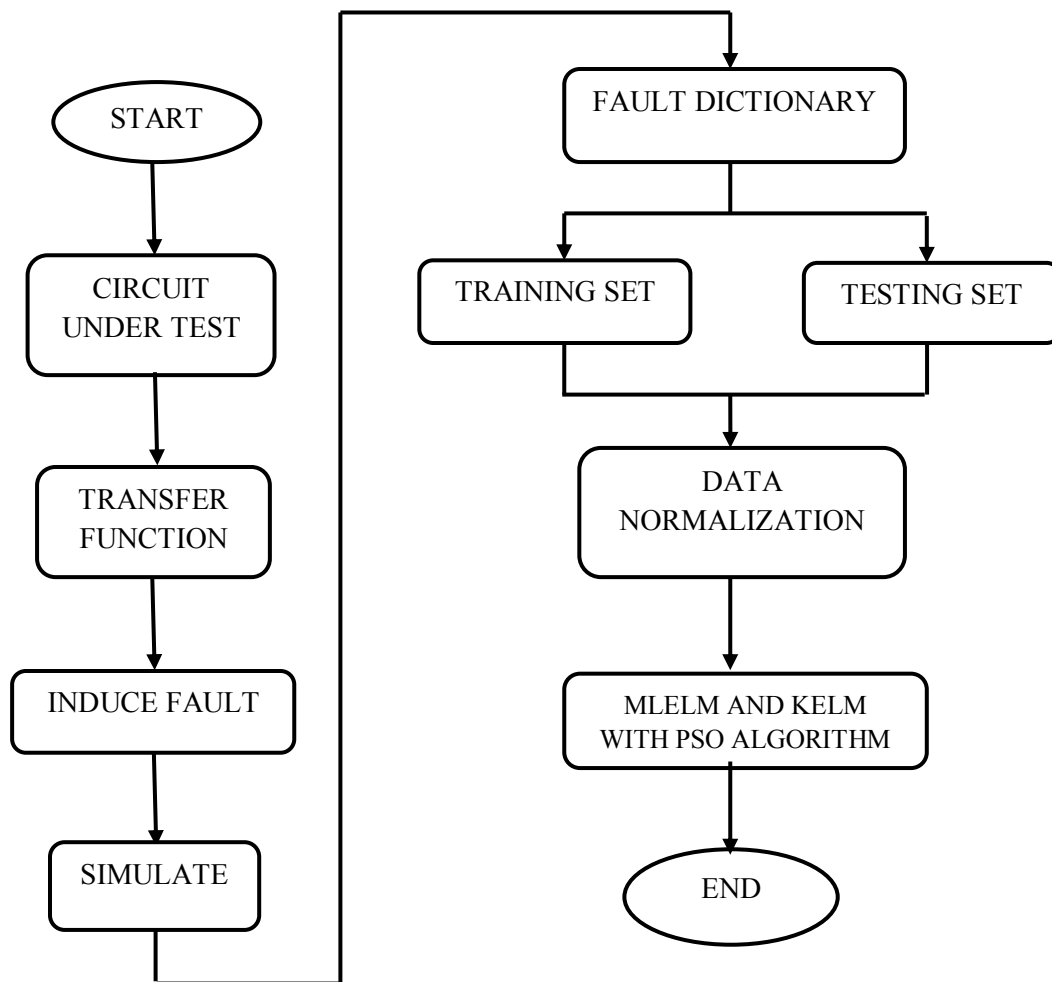 START
CIRCUIT
UNDER TEST
TRANSFER
FUNCTION
INDUCE FAULT
SIMULATE
FAULT DICTIONARY
TRAINING SET
TESTING SET
DATA
NORMALIZATION
MLELM AND KELM
WITH PSO ALGORITHM
END